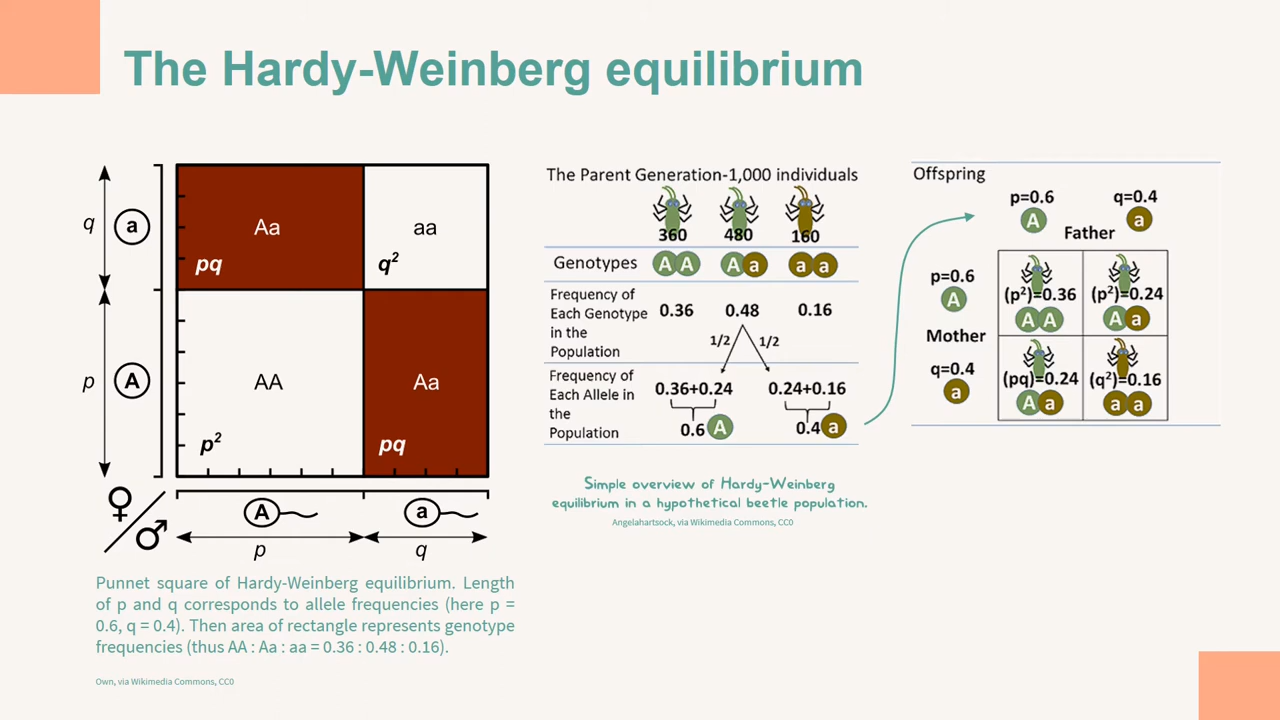 The Hardy-Weinberg equilibrium
q
a
Aa
aa
pq
q²
p
A
AA
Aa
p²
pq
♀
♂
A
a
p
q
Punnet square of Hardy-Weinberg equilibrium. Length
of p and q corresponds to allele frequencies (here p =
0.6, q = 0.4). Then area of rectangle represents genotype
frequencies (thus AA : Aa : aa = 0.36 : 0.48 : 0.16).
Own, via Wikimedia Commons, CC0
The Parent Generation-1,000 individuals
360 480 160
Genotypes AA Aa aa
Frequency of
Each Genotype
in the
Population
0.36 0.48 0.16
1/2 1/2
Frequency of
Each Allele in
the
Population
0.36+0.24 0.24+0.16
0.6 A 0.4 a
Simple overview of Hardy-Weinberg
equilibrium in a hypothetical beetle population.
Angelahartsock, via Wikimedia Commons, CC0
Offspring
p=0.6 q=0.4
A a
Father
p=0.6
A
Mother
q=0.4
a
(p²)=0.36 (p²)=0.24
AA Aa
(pq)=0.24 (q²)=0.16
Aa aa